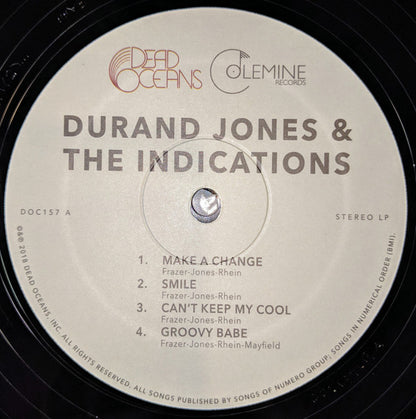 DEAD OCEANS
COLEMINE RECORDS
DURAND JONES &
THE INDICATIONS
DOC157 A
STEREO LP
1. MAKE A CHANGE
Frazer-Jones-Rhein
2. SMILE
Frazer-Jones-Rhein
3. CAN'T KEEP MY COOL
Frazer-Jones-Rhein
4. GROOVY BABE
Frazer-Jones-Rhein-Mayfield
©&℗ 2018 DEAD OCEANS, INC. ALL RIGHTS RESERVED. ALL SONGS PUBLISHED BY SONGS OF NUMERO GROUP, SONGS IN NUMERICAL ORDER (BMI).